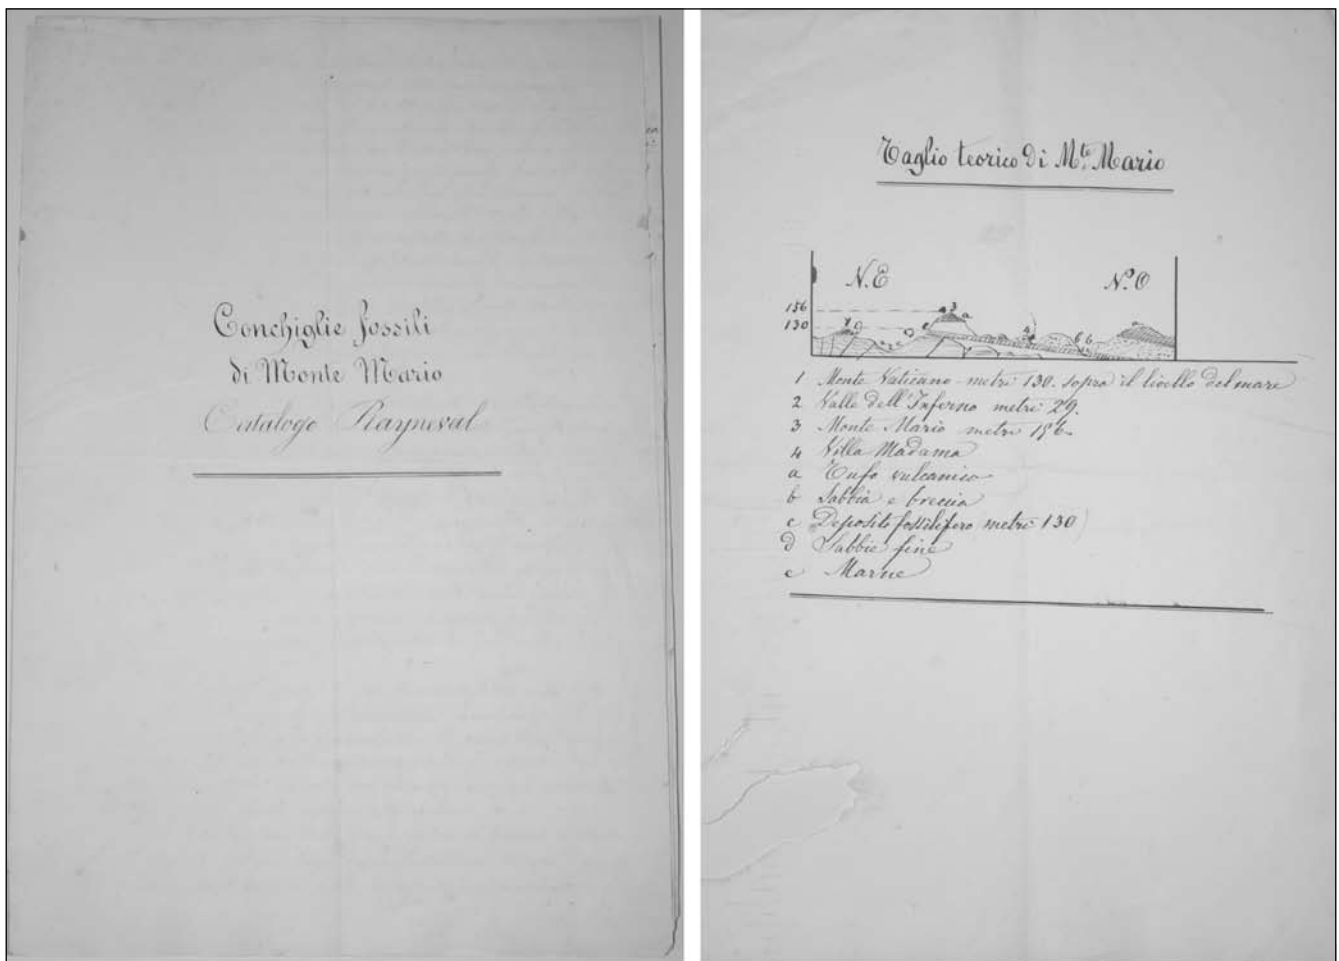 Conchiglie fossili
di Monte Mario
Catalogo Rayneval
Taglio teorico di M.te Mario
N.E
N.O
156
130
3
a
1 Monte Vaticano metri 130. sopra il livello del mare
2 Valle dell'Inferno metri 29.
3 Monte Mario metri 156.
4 Villa Madama
a Tufo vulcanico
b Sabbia e breccia
c Deposito fossilifero (metri 130)
d Sabbie fine
e Marne